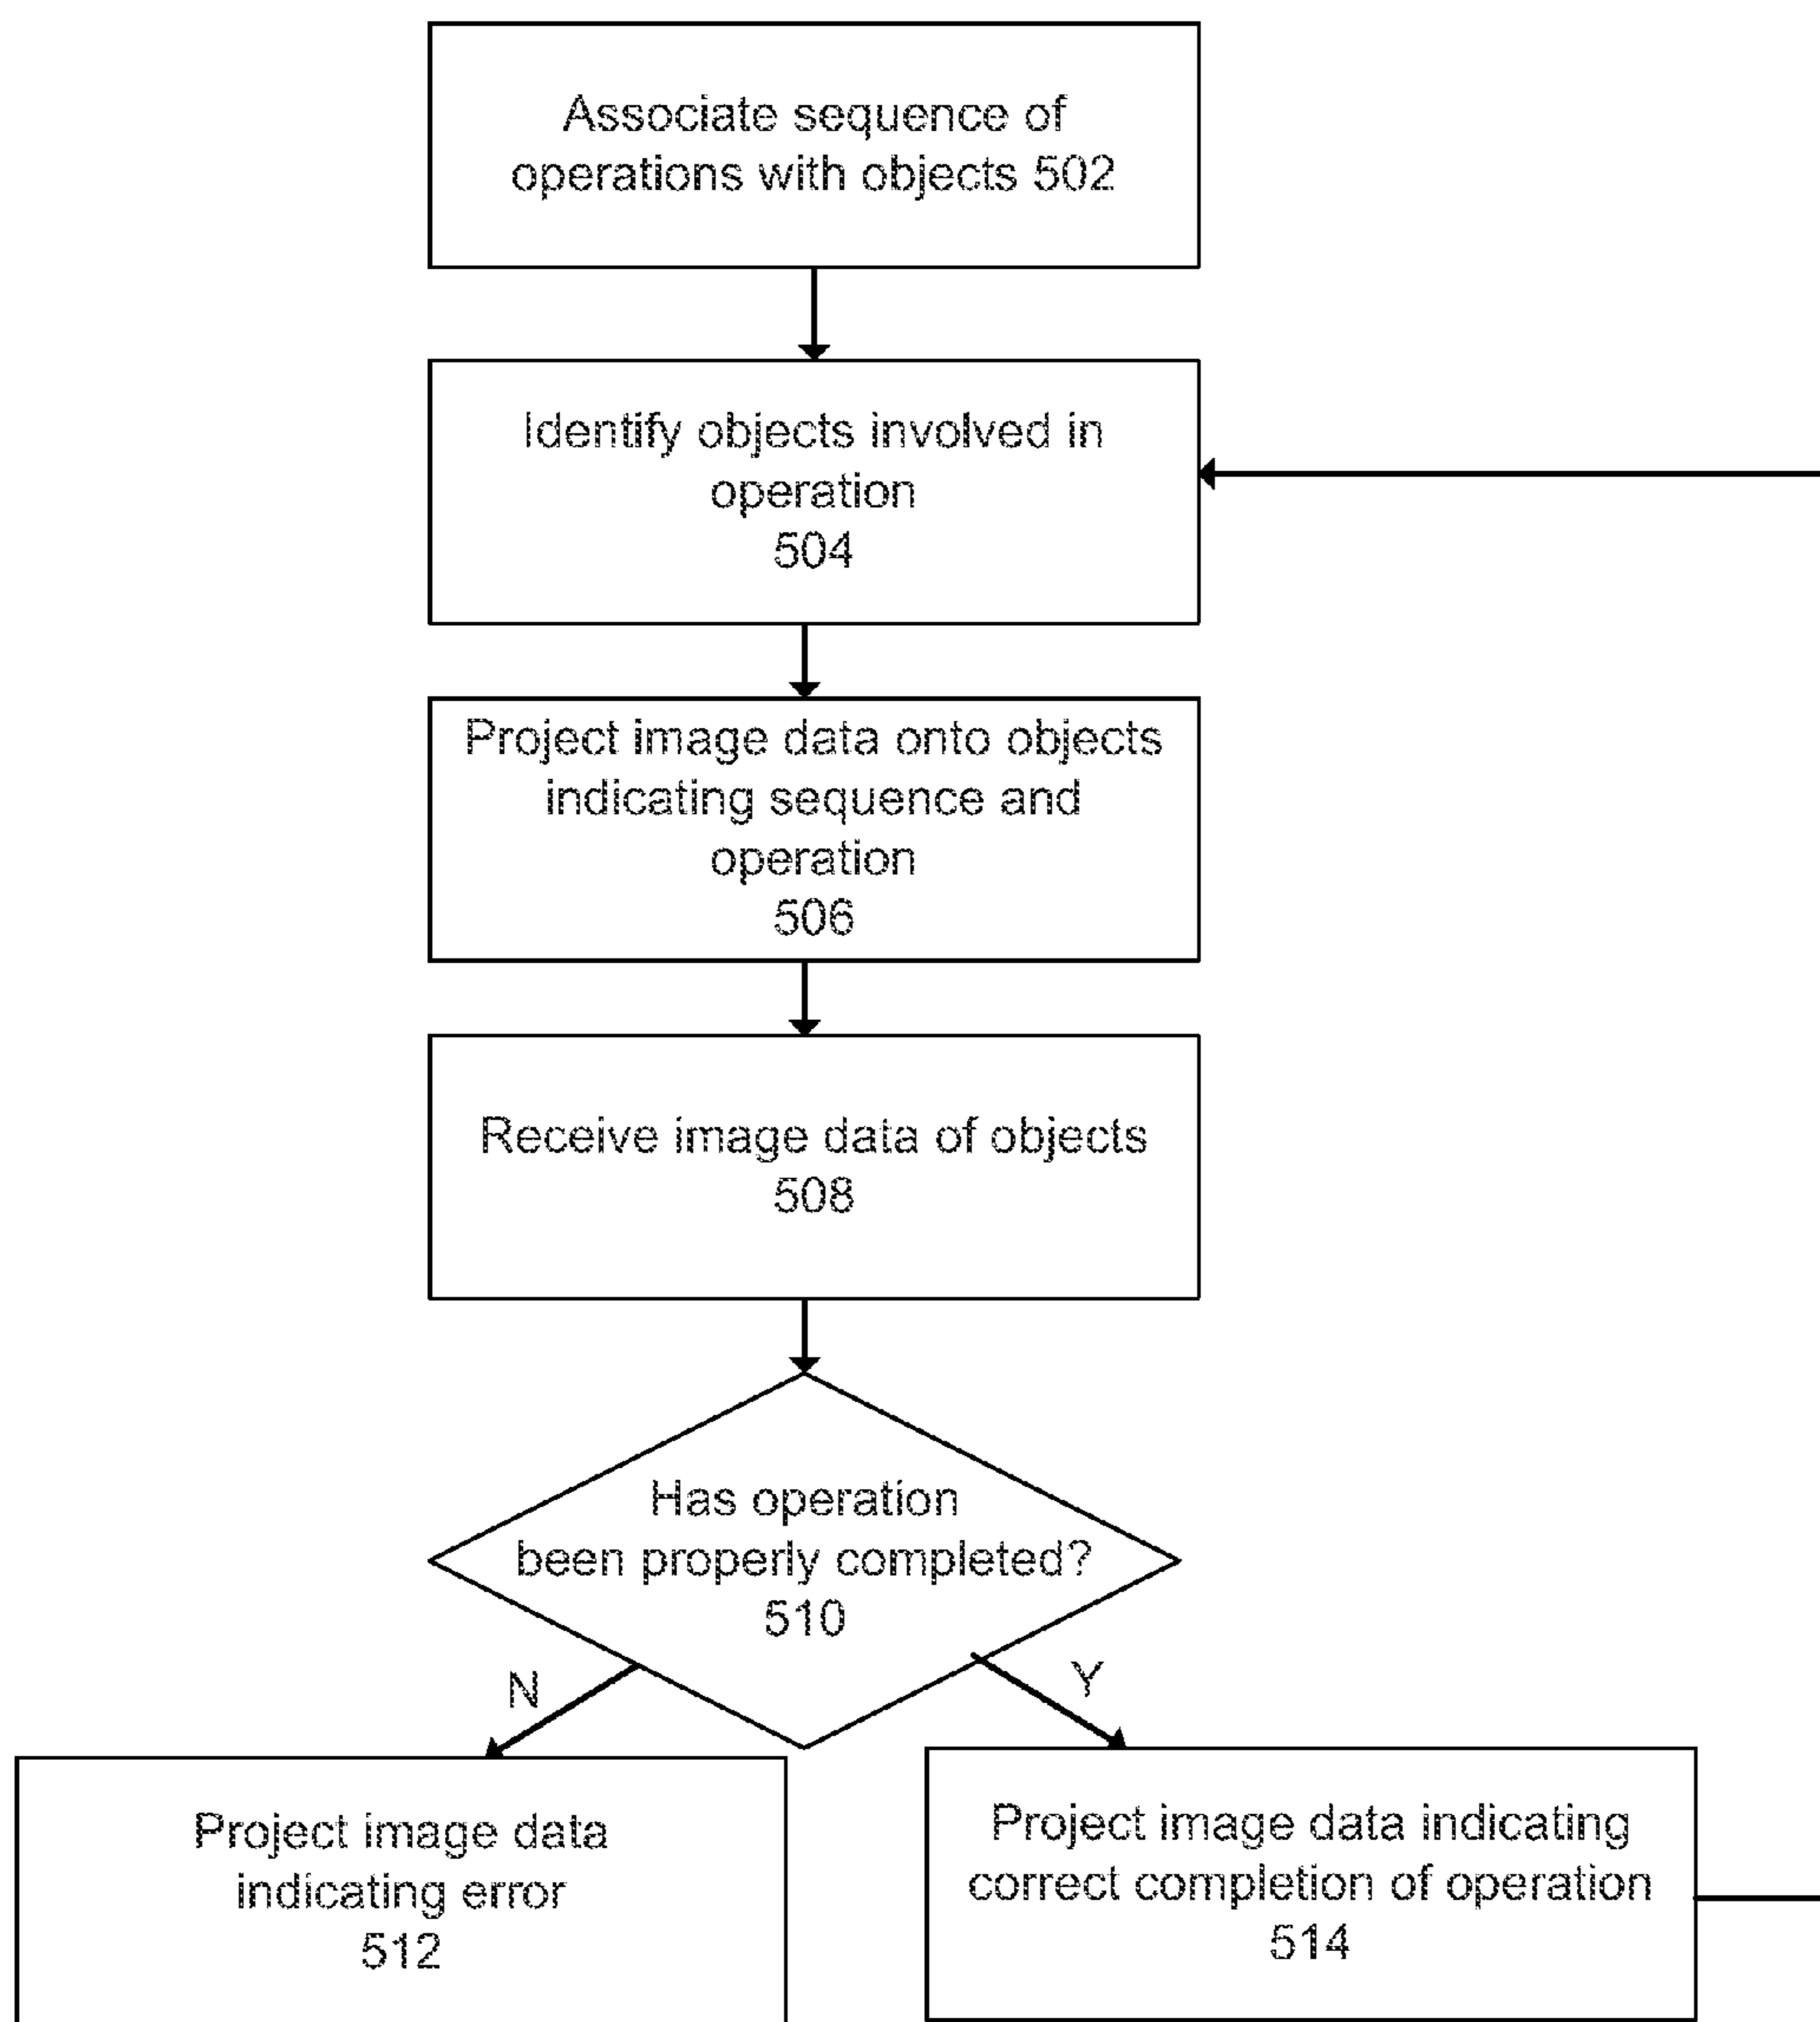 Associate sequence of
operations with objects 502
Identify objects involved in
operation
504
Project image data onto objects
indicating sequence and
operation
506
Receive image data of objects
508
Has operation
been properly completed?
510
N
Y
Project image data
indicating error
512
Project image data indicating
correct completion of operation
514